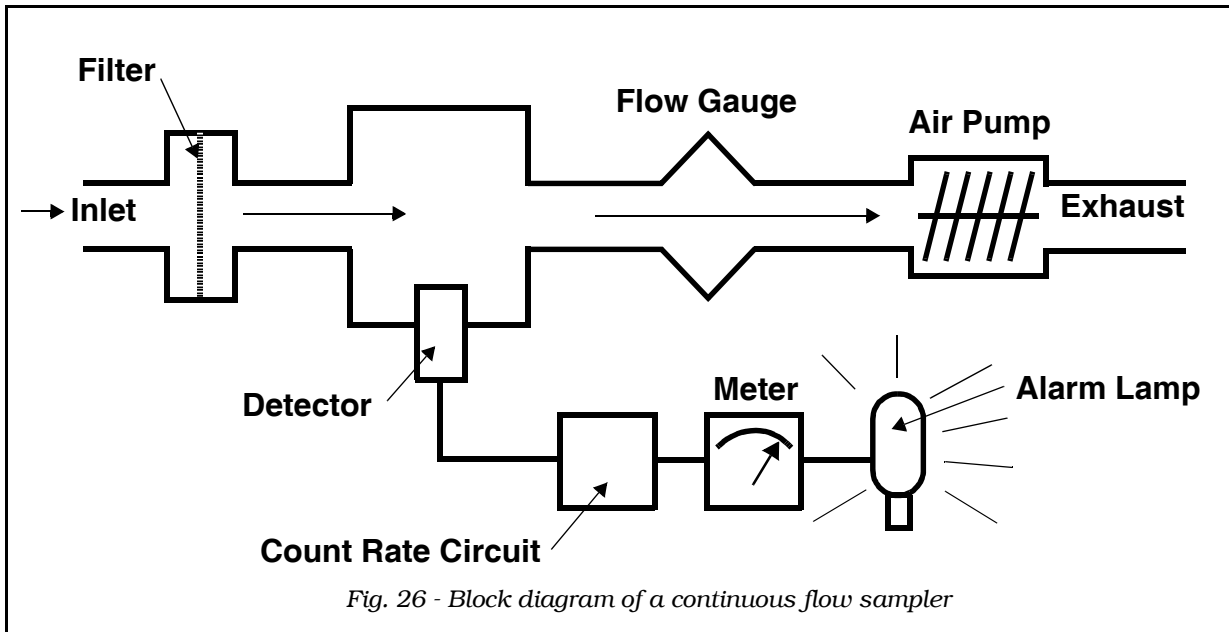 Filter
Flow Gauge
Air Pump
Inlet
Exhaust
Detector
Meter
Alarm Lamp
Count Rate Circuit
Fig. 26 - Block diagram of a continuous flow sampler